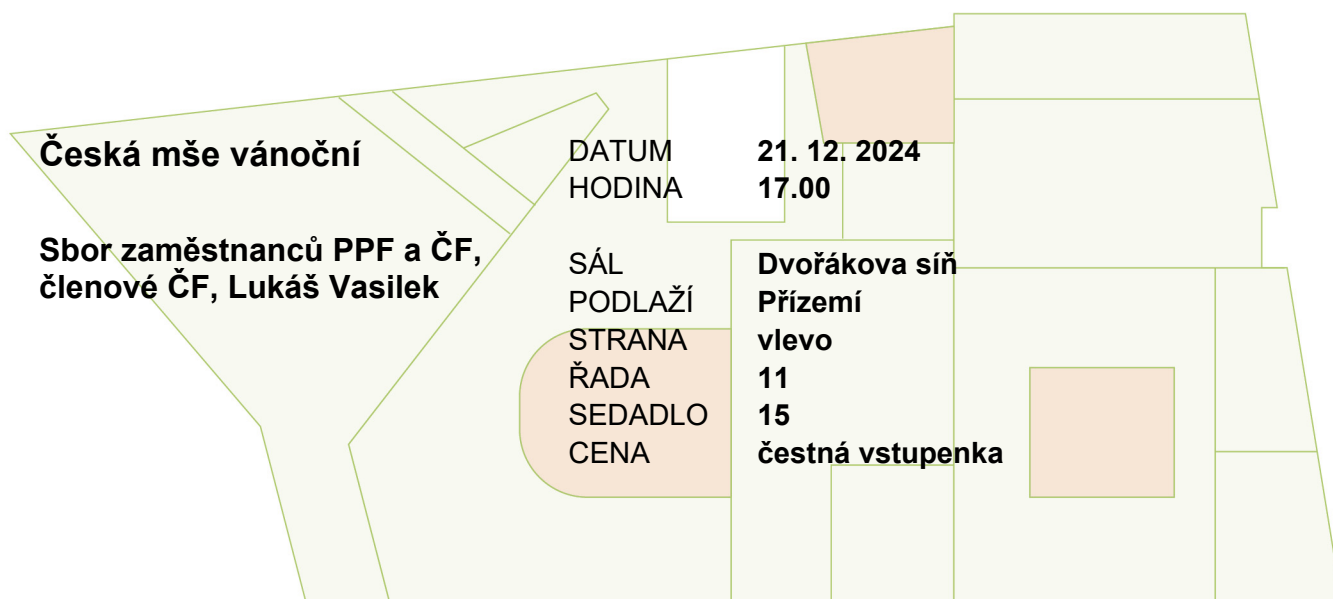 Česká mše vánoční
Sbor zaměstnanců PPF a ČF,
členové ČF, Lukáš Vasilek
DATUM 21. 12. 2024
HODINA 17.00
SÁL Dvořákova síň
PODLAŽÍ Přízemí
STRANA vlevo
ŘADA 11
SEDADLO 15
CENA čestná vstupenka